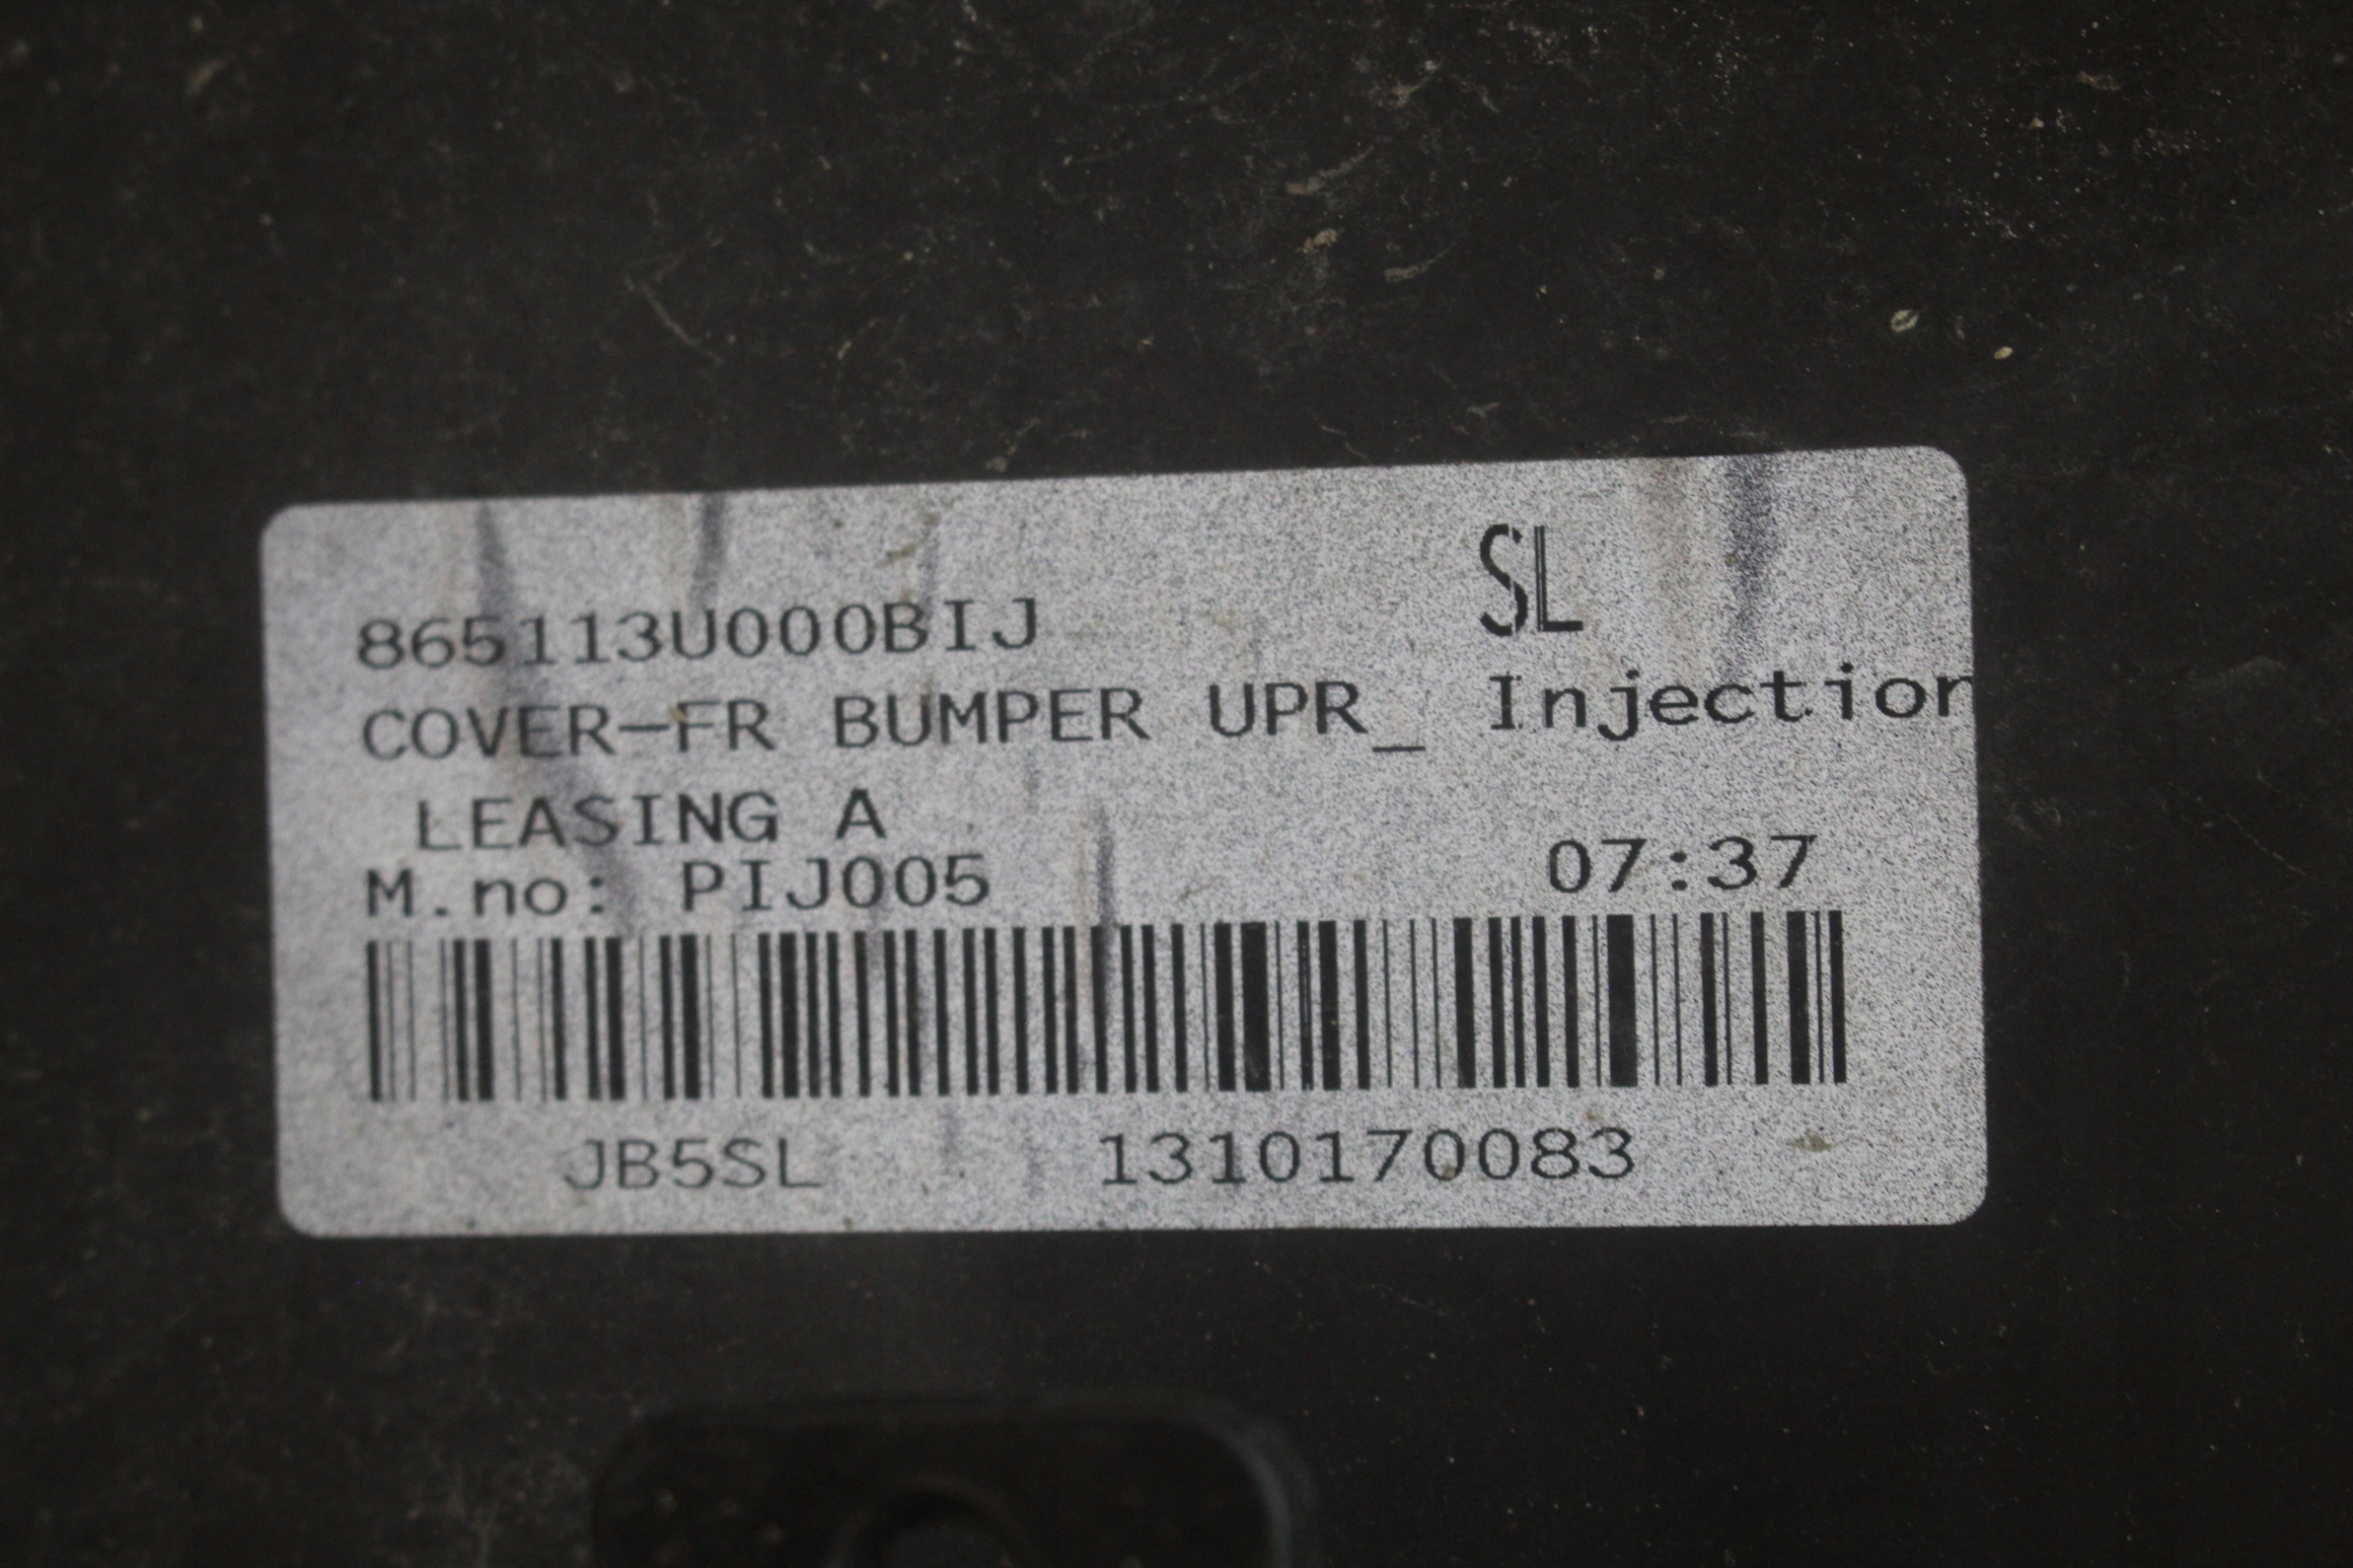 SL
865113U000BIJ
COVER-FR BUMPER UPR_ Injection
LEASING A
M.no: PIJ005 07:37
JB5SL 1310170083